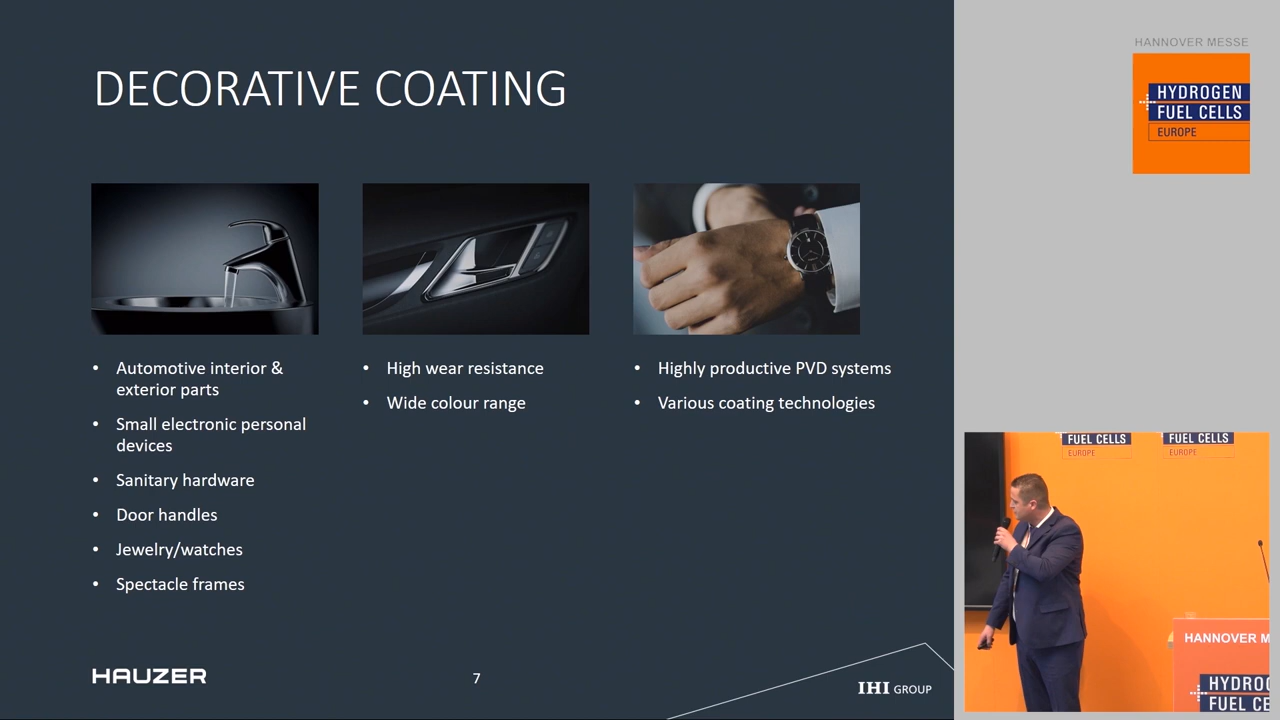 DECORATIVE COATING
• Automotive interior &
exterior parts
• Small electronic personal
devices
• Sanitary hardware
• Door handles
• Jewelry/watches
• Spectacle frames
• High wear resistance
• Wide colour range
• Highly productive PVD systems
• Various coating technologies
HAUZER
7
IHI GROUP
HANNOVER MESSE
HYDROGEN
FUEL CELLS
EUROPE
FUEL CELLS
EUROPE
FUEL CELLS
EUROPE
HANNOVER M
HYDROG
FUEL CE